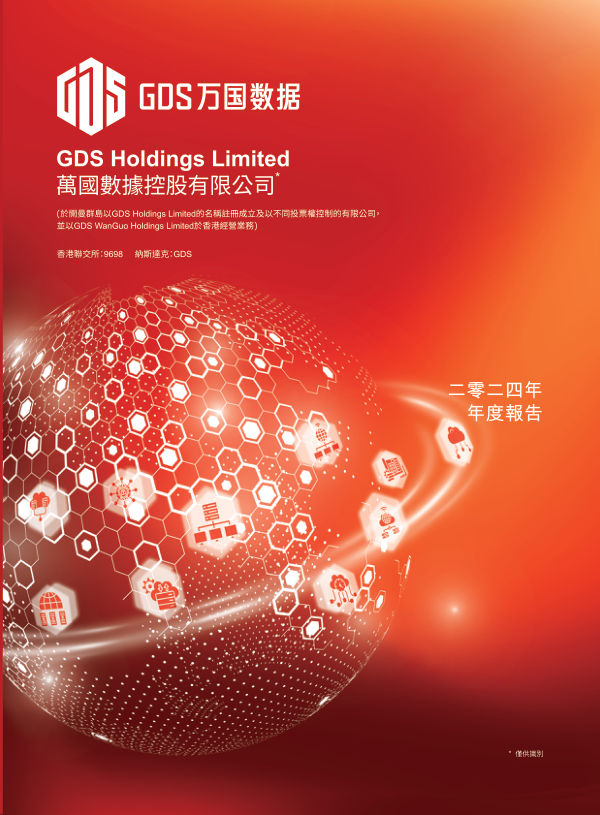 GDS 万国数据
GDS Holdings Limited
萬國數據控股有限公司*
(於開曼群島以GDS Holdings Limited的名稱註冊成立及以不同投票權控制的有限公司，
並以GDS WanGuo Holdings Limited於香港經營業務)
香港聯交所：9698 納斯達克：GDS
二零二四年
年度報告
* 僅供識別